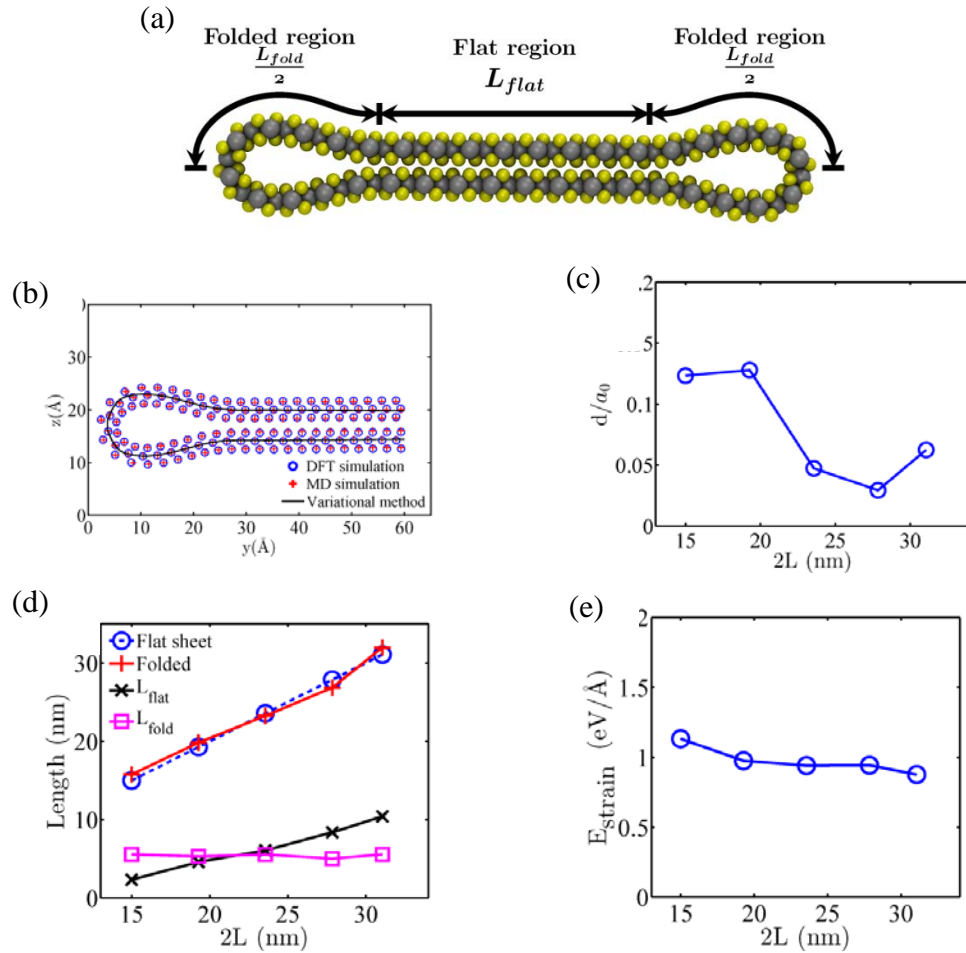 (a)
Folded region
L_fold
2
Flat region
L_flat
Folded region
L_fold
2
(b)
30
20
10
0
z(Å)
0 10 20 30 40 50 60
y(Å)
DFT simulation
MD simulation
Variational method
(c)
0.1
0.05
0
d/a₀
15 20 25 30
2L (nm)
(d)
Flat sheet
Folded
L_flat
L_fold
30
20
10
0
Length (nm)
15 20 25 30
2L (nm)
(e)
2
1.5
1
0.5
0
E_strain (eV/Å)
15 20 25 30
2L (nm)